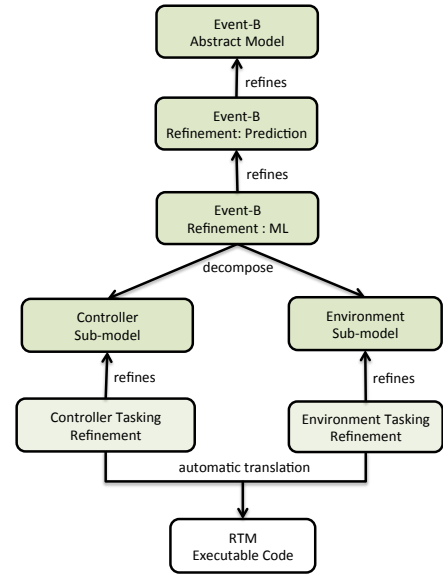 Event-B
Abstract Model
refines
Event-B
Refinement: Prediction
refines
Event-B
Refinement : ML
decompose
Controller
Sub-model
Environment
Sub-model
refines
refines
Controller Tasking
Refinement
Environment Tasking
Refinement
automatic translation
RTM
Executable Code